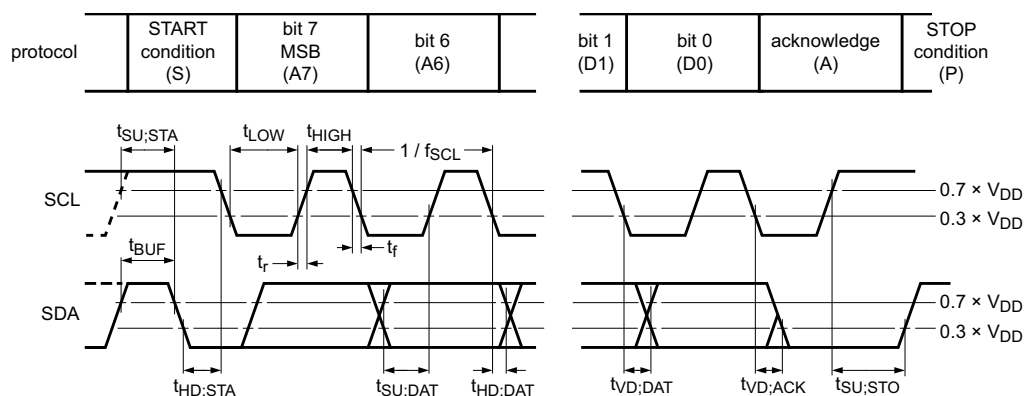 protocol
START
condition
(S)
bit 7
MSB
(A7)
bit 6
(A6)
bit 1
(D1)
bit 0
(D0)
acknowledge
(A)
STOP
condition
(P)
tSU;STA
tLOW
tHIGH
1 / fSCL
SCL
0.7 × VDD
0.3 × VDD
tBUF
tr
tf
SDA
0.7 × VDD
0.3 × VDD
tHD;STA
tSU;DAT
tHD;DAT
tVD;DAT
tVD;ACK
tSU;STO